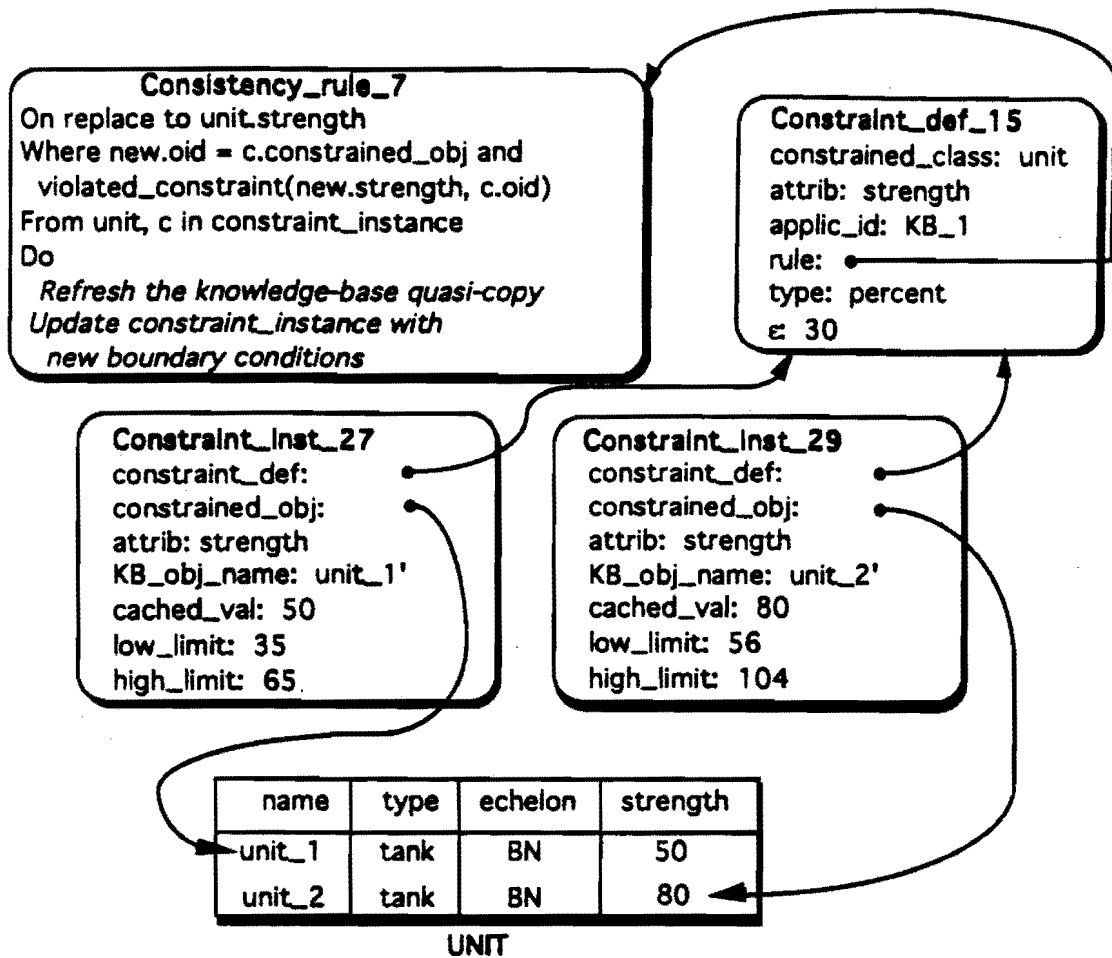 Consistency_rule_7
On replace to unit.strength
Where new.oid = c.constrained_obj and
violated_constraint(new.strength, c.oid)
From unit, c in constraint_instance
Do
Refresh the knowledge-base quasi-copy
Update constraint_instance with
new boundary conditions
Constraint_def_15
constrained_class: unit
attrib: strength
applic_id: KB_1
rule:
type: percent
ε: 30
Constraint_inst_27
constraint_def:
constrained_obj:
attrib: strength
KB_obj_name: unit_1'
cached_val: 50
low_limit: 35
high_limit: 65
Constraint_inst_29
constraint_def:
constrained_obj:
attrib: strength
KB_obj_name: unit_2'
cached_val: 80
low_limit: 56
high_limit: 104
name type echelon strength
unit_1 tank BN 50
unit_2 tank BN 80
UNIT